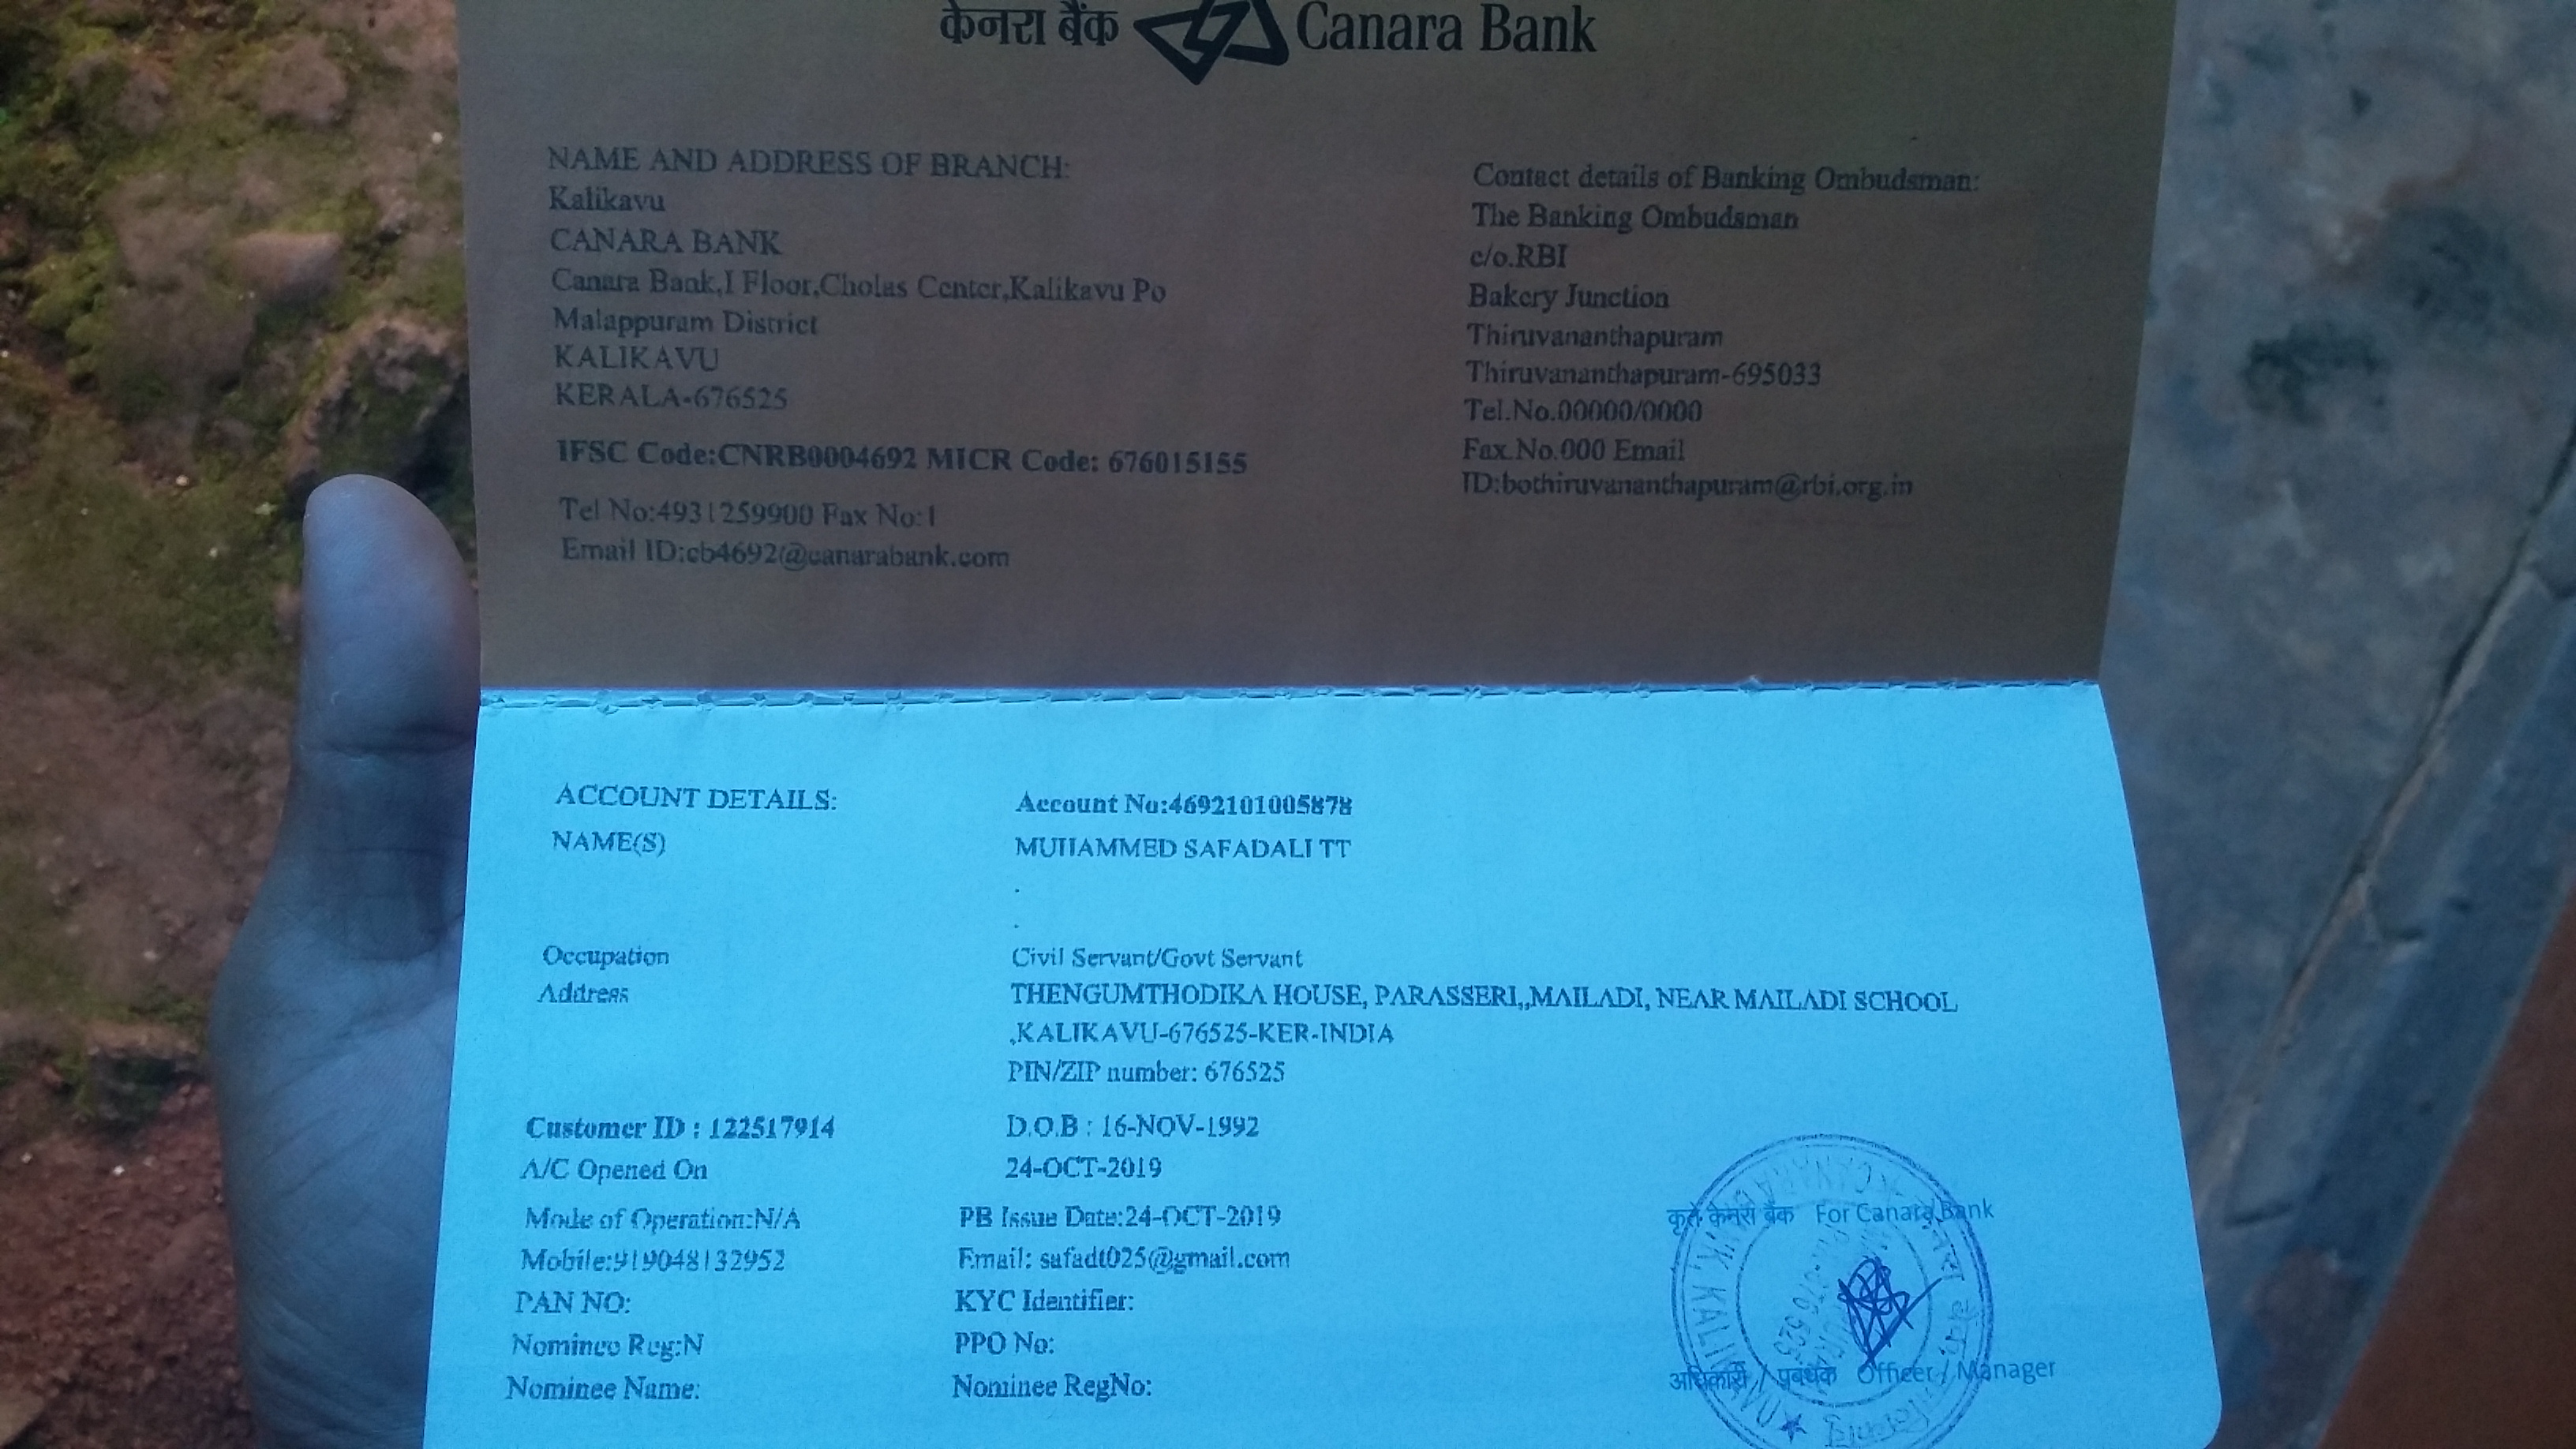 केनरा बैंक Canara Bank
NAME AND ADDRESS OF BRANCH:
Kalikavu
CANARA BANK
Canara Bank,I Floor,Cholas Center,Kalikavu Po
Malappuram District
KALIKAVU
KERALA-676525
IFSC Code:CNRB0004692 MICR Code: 676015155
Tel No:4931259900 Fax No:1
Email ID:cb4692@canarabank.com
Contact details of Banking Ombudsman:
The Banking Ombudsman
c/o.RBI
Bakery Junction
Thiruvananthapuram
Thiruvananthapuram-695033
Tel.No.00000/0000
Fax.No.000 Email
ID:bothiruvananthapuram@rbi.org.in
ACCOUNT DETAILS: Account No:4692101005878
NAME(S) MUHAMMED SAFADALI TT
Occupation Civil Servant/Govt Servant
Address THENGUMTHODIKA HOUSE, PARASSERI,,MAILADI, NEAR MAILADI SCHOOL
,KALIKAVU-676525-KER-INDIA
PIN/ZIP number: 676525
Customer ID : 122517914 D.O.B : 16-NOV-1992
A/C Opened On 24-OCT-2019
Mode of Operation:N/A PB Issue Date:24-OCT-2019
Mobile:919048132952 Email: safadt025@gmail.com
PAN NO: KYC Identifier:
Nominee Reg:N PPO No:
Nominee Name: Nominee RegNo:
कृते केनरा बैंक For Canara Bank
अधिकारी / प्रबंधक Officer / Manager